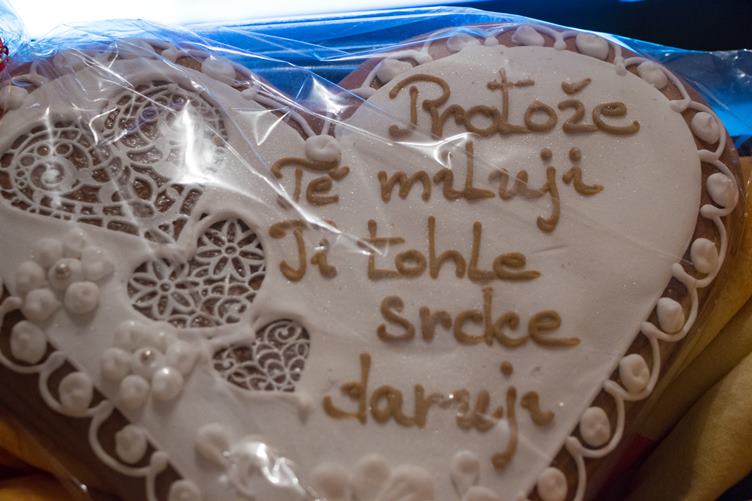 Protože
Tě miluji
Ti tohle
srdce
daruji